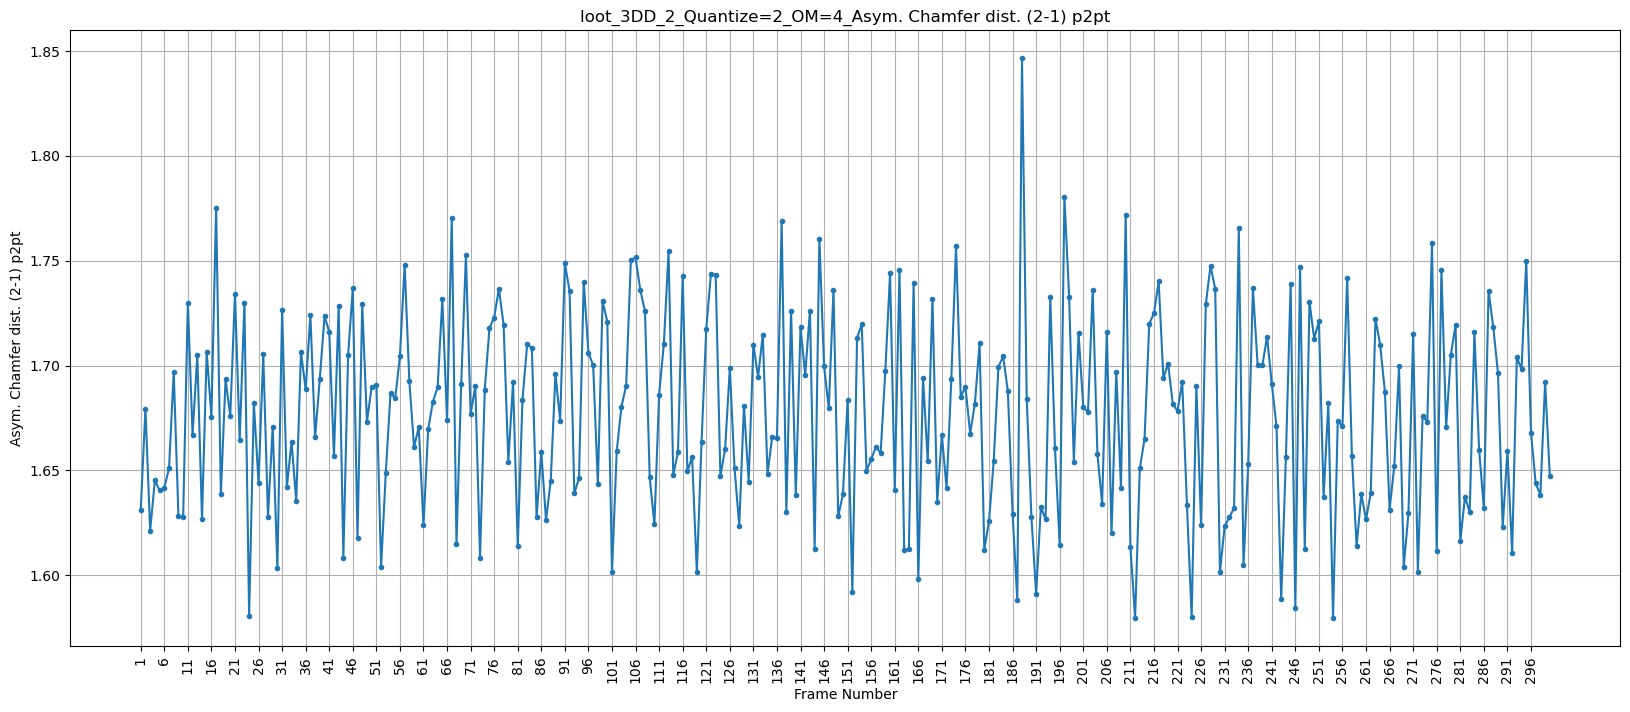 loot_3DD_2_Quantize=2_OM=4_Asym. Chamfer dist. (2-1) p2pt
Asym. Chamfer dist. (2-1) p2pt
1.85
1.80
1.75
1.70
1.65
1.60
1 6 11 16 21 26 31 36 41 46 51 56 61 66 71 76 81 86 91 96 101 106 111 116 121 126 131 136 141 146 151 156 161 166 171 176 181 186 191 196 201 206 211 216 221 226 231 236 241 246 251 256 261 266 271 276 281 286 291 296
Frame Number